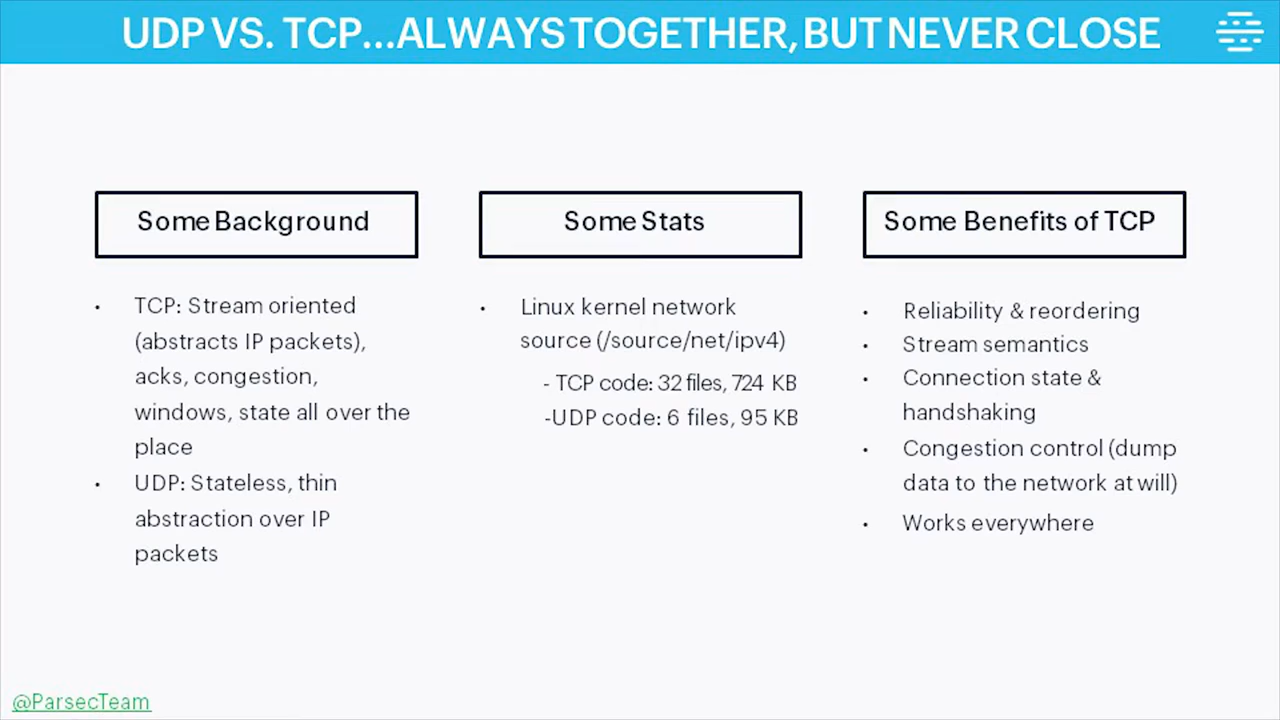 UDP VS. TCP...ALWAYS TOGETHER, BUT NEVER CLOSE
Some Background
• TCP: Stream oriented
(abstracts IP packets),
acks, congestion,
windows, state all over the
place
• UDP: Stateless, thin
abstraction over IP
packets
Some Stats
• Linux kernel network
source (/source/net/ipv4)
- TCP code: 32 files, 724 KB
-UDP code: 6 files, 95 KB
Some Benefits of TCP
• Reliability & reordering
• Stream semantics
• Connection state &
handshaking
• Congestion control (dump
data to the network at will)
• Works everywhere
@ParsecTeam